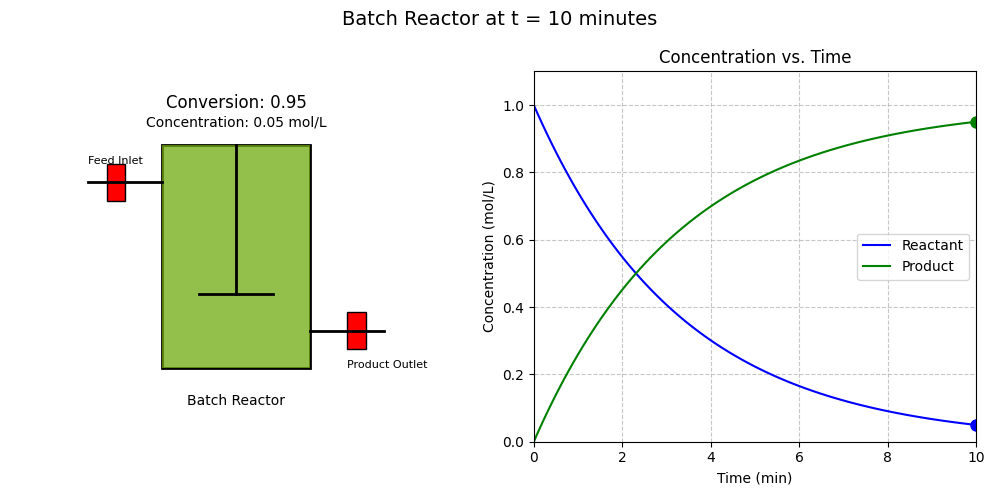 Batch Reactor at t = 10 minutes
Conversion: 0.95
Concentration: 0.05 mol/L
Feed Inlet
Product Outlet
Batch Reactor
Concentration vs. Time
Concentration (mol/L)
1.0
0.8
0.6
0.4
0.2
0.0
Reactant
Product
0 2 4 6 8 10
Time (min)